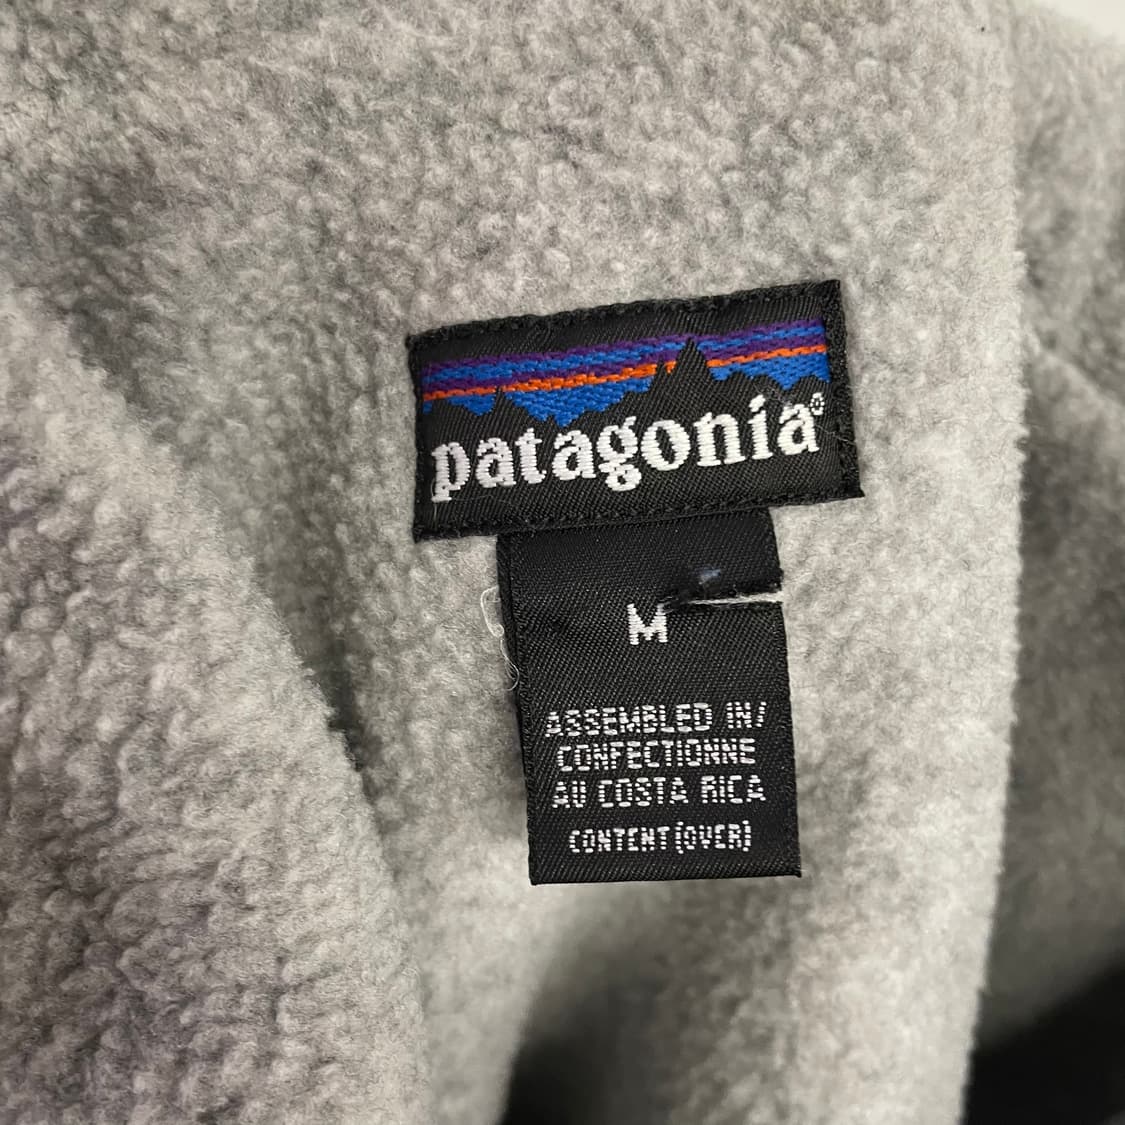 patagonia®
M
ASSEMBLED IN/
CONFECTIONNE
AU COSTA RICA
CONTENT (OVER)